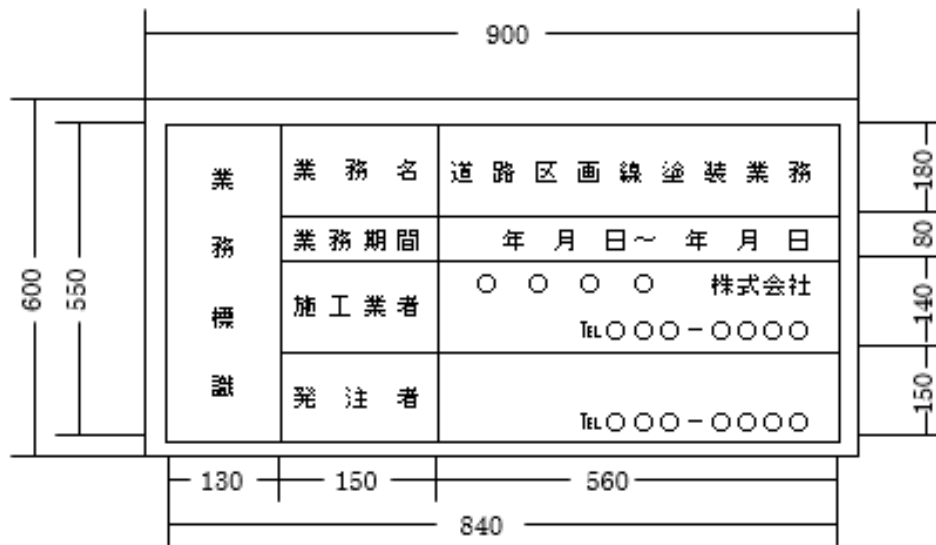 900
業務標識
業務名
道路区画線塗装業務
業務期間
年 月 日～ 年 月 日
施工業者
○ ○ ○ ○ 株式会社
℡○○○－○○○○
発注者
℡○○○－○○○○
600
550
180
80
140
150
130
150
560
840